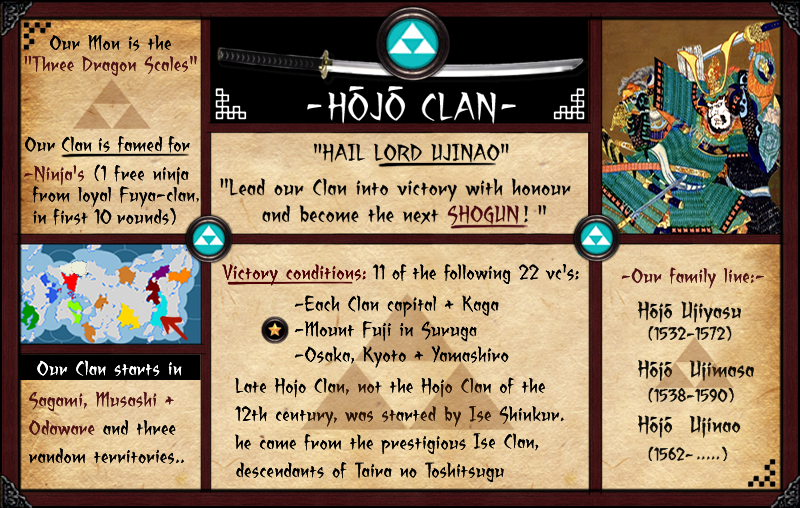 Our Mon is the
"Three Dragon Scales"
Our Clan is famed for
-Ninja's (1 free ninja
from loyal Fuya-clan,
in first 10 rounds)
-HŌJŌ CLAN-
"HAIL LORD UJINAO"
"Lead our Clan into victory with honour
and become the next SHOGUN! "
Our Clan starts in
Sagami, Musashi +
Odaware and three
random territories..
Victory conditions: 11 of the following 22 vc's:
-Each Clan capital + Kaga
-Mount Fuji in Suruga
-Osaka, Kyoto + Yamashiro
Late Hojo Clan, not the Hojo Clan of the
12th century, was started by Ise Shinkur.
he came from the prestigious Ise Clan,
descendants of Taira no Toshitsugu
-Our family line:-
Hōjō Ujiyasu
(1532-1572)
Hōjō Ujimasa
(1538-1590)
Hōjō Ujinao
(1562-.....)